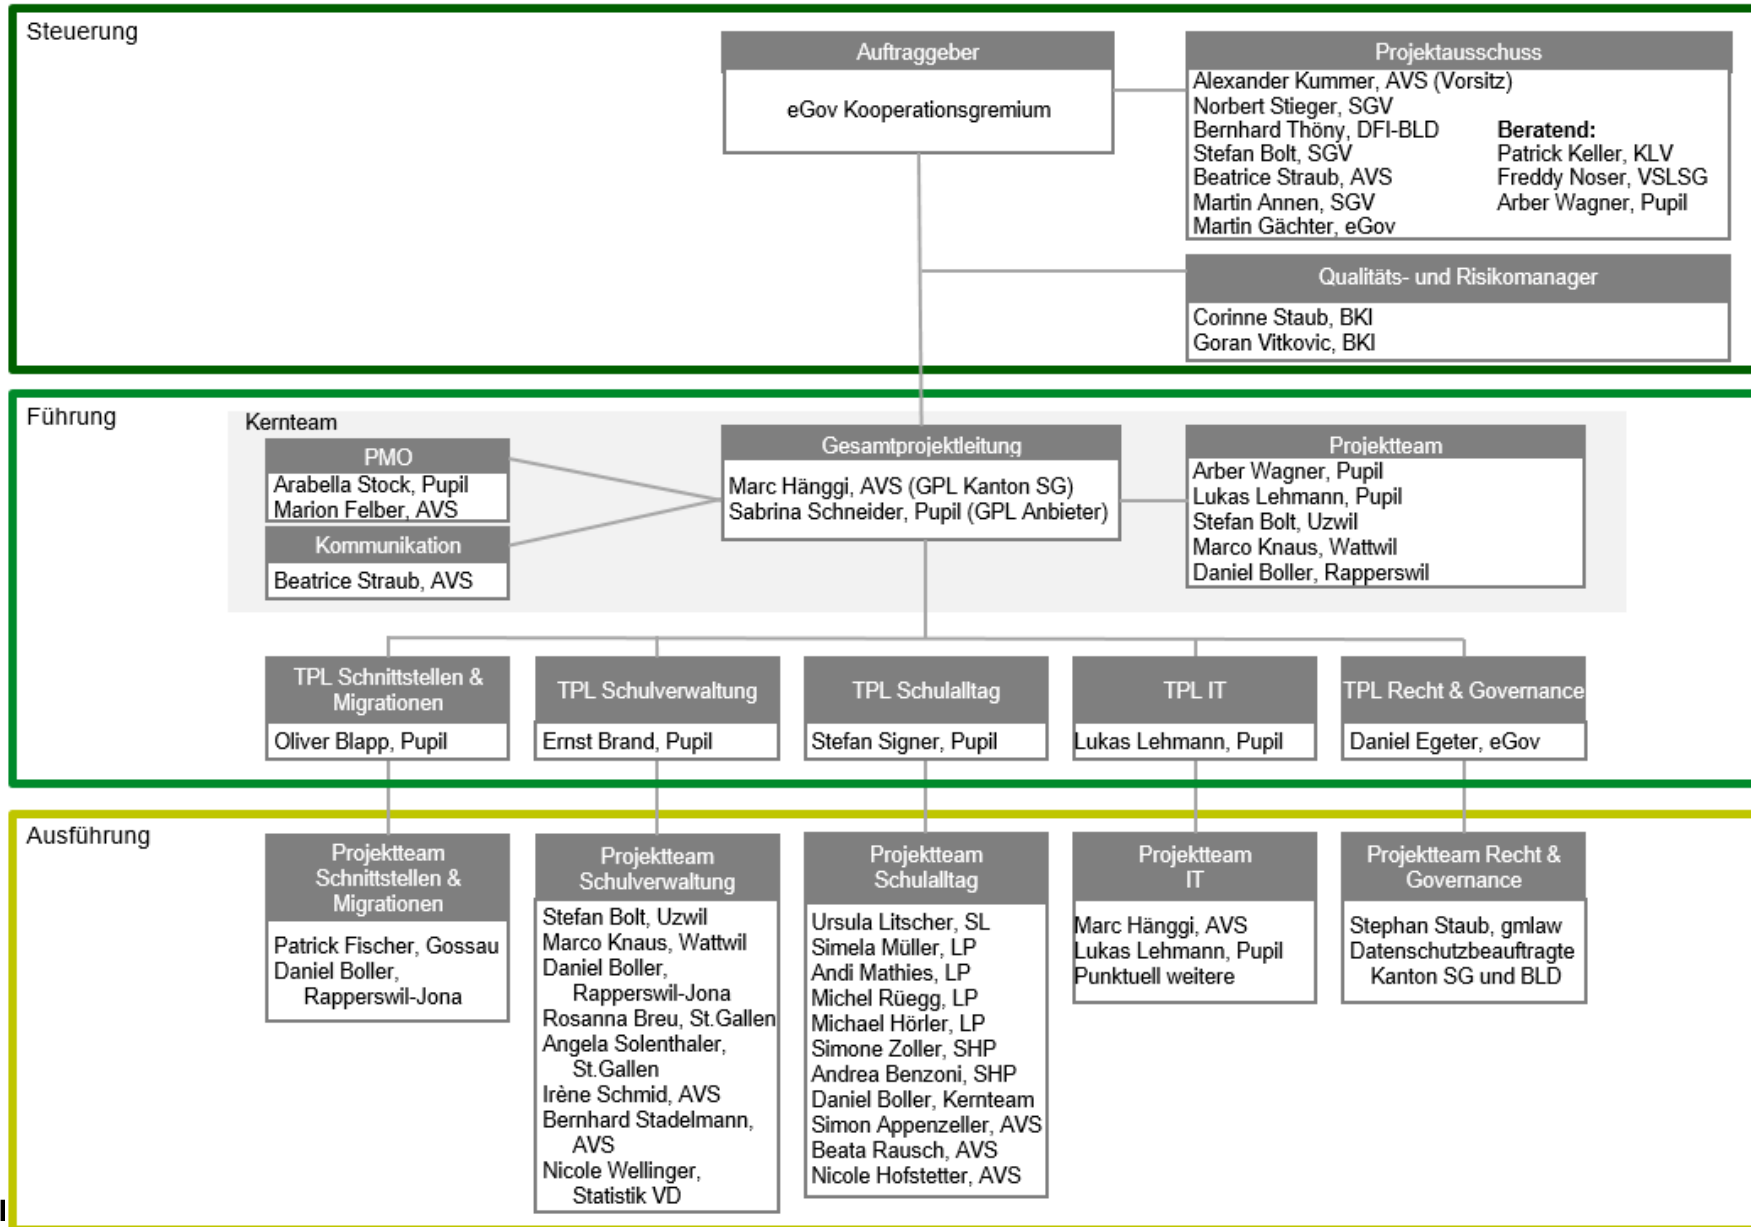 Steuerung
Auftraggeber
eGov Kooperationsgremium
Projektausschuss
Alexander Kummer, AVS (Vorsitz)
Norbert Stieger, SGV
Bernhard Thöny, DFI-BLD
Stefan Bolt, SGV
Beatrice Straub, AVS
Martin Annen, SGV
Martin Gächter, eGov
Beratend:
Patrick Keller, KLV
Freddy Noser, VSLSG
Arber Wagner, Pupil
Qualitäts- und Risikomanager
Corinne Staub, BKI
Goran Vitkovic, BKI
Führung
Kernteam
PMO
Arabella Stock, Pupil
Marion Felber, AVS
Kommunikation
Beatrice Straub, AVS
Gesamtprojektleitung
Marc Hänggi, AVS (GPL Kanton SG)
Sabrina Schneider, Pupil (GPL Anbieter)
Projektteam
Arber Wagner, Pupil
Lukas Lehmann, Pupil
Stefan Bolt, Uzwil
Marco Knaus, Wattwil
Daniel Boller, Rapperswil
TPL Schnittstellen &
Migrationen
Oliver Blapp, Pupil
TPL Schulverwaltung
Ernst Brand, Pupil
TPL Schulalltag
Stefan Signer, Pupil
TPL IT
Lukas Lehmann, Pupil
TPL Recht & Governance
Daniel Egeter, eGov
Ausführung
Projektteam
Schnittstellen &
Migrationen
Patrick Fischer, Gossau
Daniel Boller,
Rapperswil-Jona
Projektteam
Schulverwaltung
Stefan Bolt, Uzwil
Marco Knaus, Wattwil
Daniel Boller,
Rapperswil-Jona
Rosanna Breu, St.Gallen
Angela Solenthaler,
St.Gallen
Irène Schmid, AVS
Bernhard Stadelmann,
AVS
Nicole Wellinger,
Statistik VD
Projektteam
Schulalltag
Ursula Litscher, SL
Simela Müller, LP
Andi Mathies, LP
Michel Rüegg, LP
Michael Hörler, LP
Simone Zoller, SHP
Andrea Benzoni, SHP
Daniel Boller, Kernteam
Simon Appenzeller, AVS
Beata Rausch, AVS
Nicole Hofstetter, AVS
Projektteam
IT
Marc Hänggi, AVS
Lukas Lehmann, Pupil
Punktuell weitere
Projektteam Recht &
Governance
Stephan Staub, gmlaw
Datenschutzbeauftragte
Kanton SG und BLD